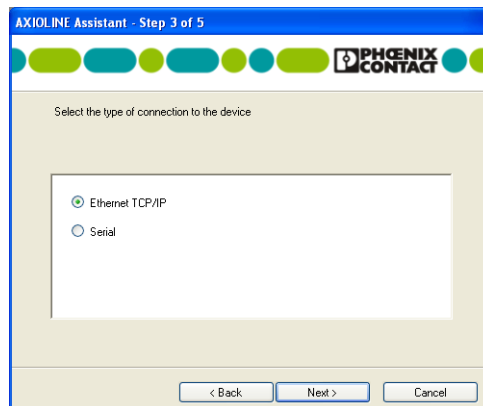 AXIOLINE Assistant - Step 3 of 5
PHŒNIX
CONTACT
Select the type of connection to the device
Ethernet TCP/IP
Serial
< Back Next > Cancel